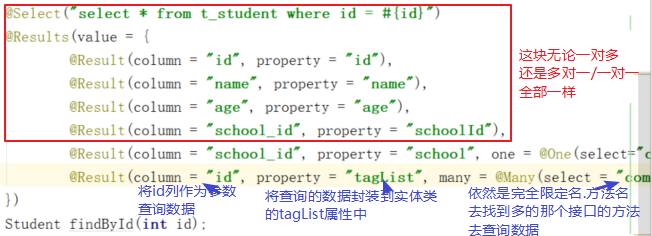 @Select("select * from t_student where id = #{id}")
@Results(value = {
@Result(column = "id", property = "id"),
@Result(column = "name", property = "name"),
@Result(column = "age", property = "age"),
@Result(column = "school_id", property = "schoolId"),
@Result(column = "school_id", property = "school", one = @One(select="c
@Result(column = "id", property = "tagList", many = @Many(select = "com
})
Student findById(int id);
这块无论一对多
还是多对一/一对一
全部一样
将id列作为参数
查询数据
将查询的数据封装到实体类
的tagList属性中
依然是完全限定名.方法名
去找到多的那个接口的方法
去查询数据